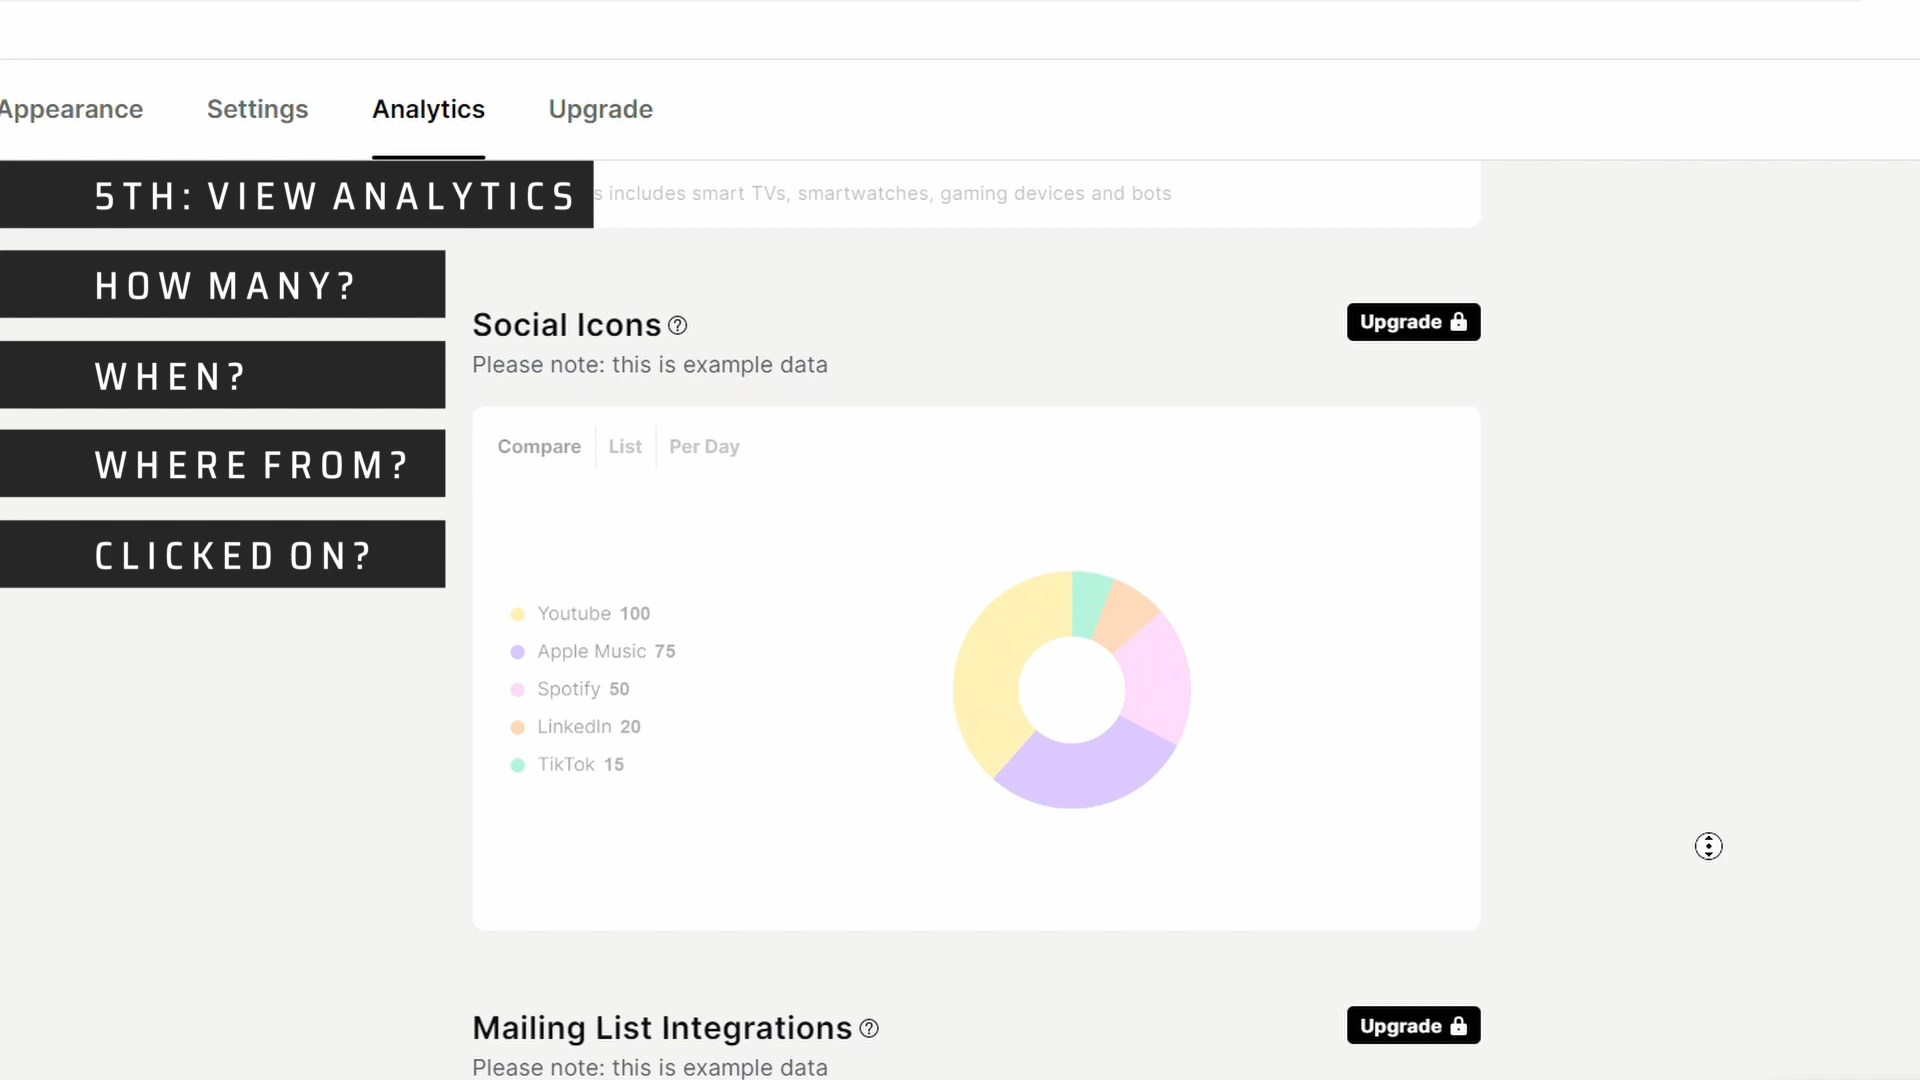 Appearance Settings Analytics Upgrade
5TH: VIEW ANALYTICS
s includes smart TVs, smartwatches, gaming devices and bots
HOW MANY?
WHEN?
WHERE FROM?
CLICKED ON?
Social Icons
Upgrade
Please note: this is example data
Compare List Per Day
Youtube 100
Apple Music 75
Spotify 50
LinkedIn 20
TikTok 15
Mailing List Integrations
Upgrade
Please note: this is example data